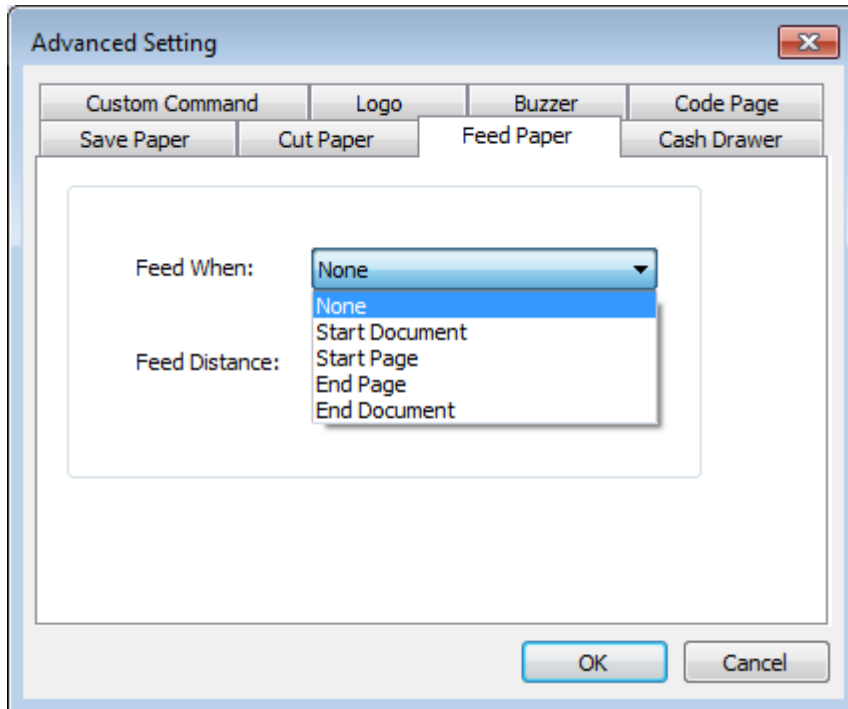 Advanced Setting
Custom Command Logo Buzzer Code Page
Save Paper Cut Paper Feed Paper Cash Drawer
Feed When: None
None
Start Document
Feed Distance: Start Page
End Page
End Document
OK Cancel